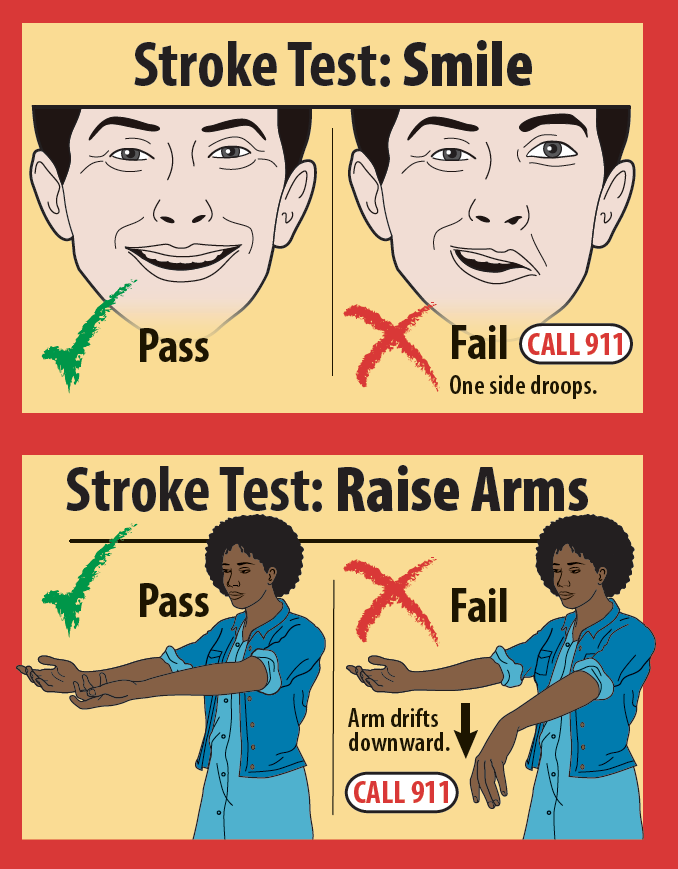 Stroke Test: Smile
Pass
Fail CALL 911
One side droops.
Stroke Test: Raise Arms
Pass
Fail
Arm drifts
downward.
CALL 911